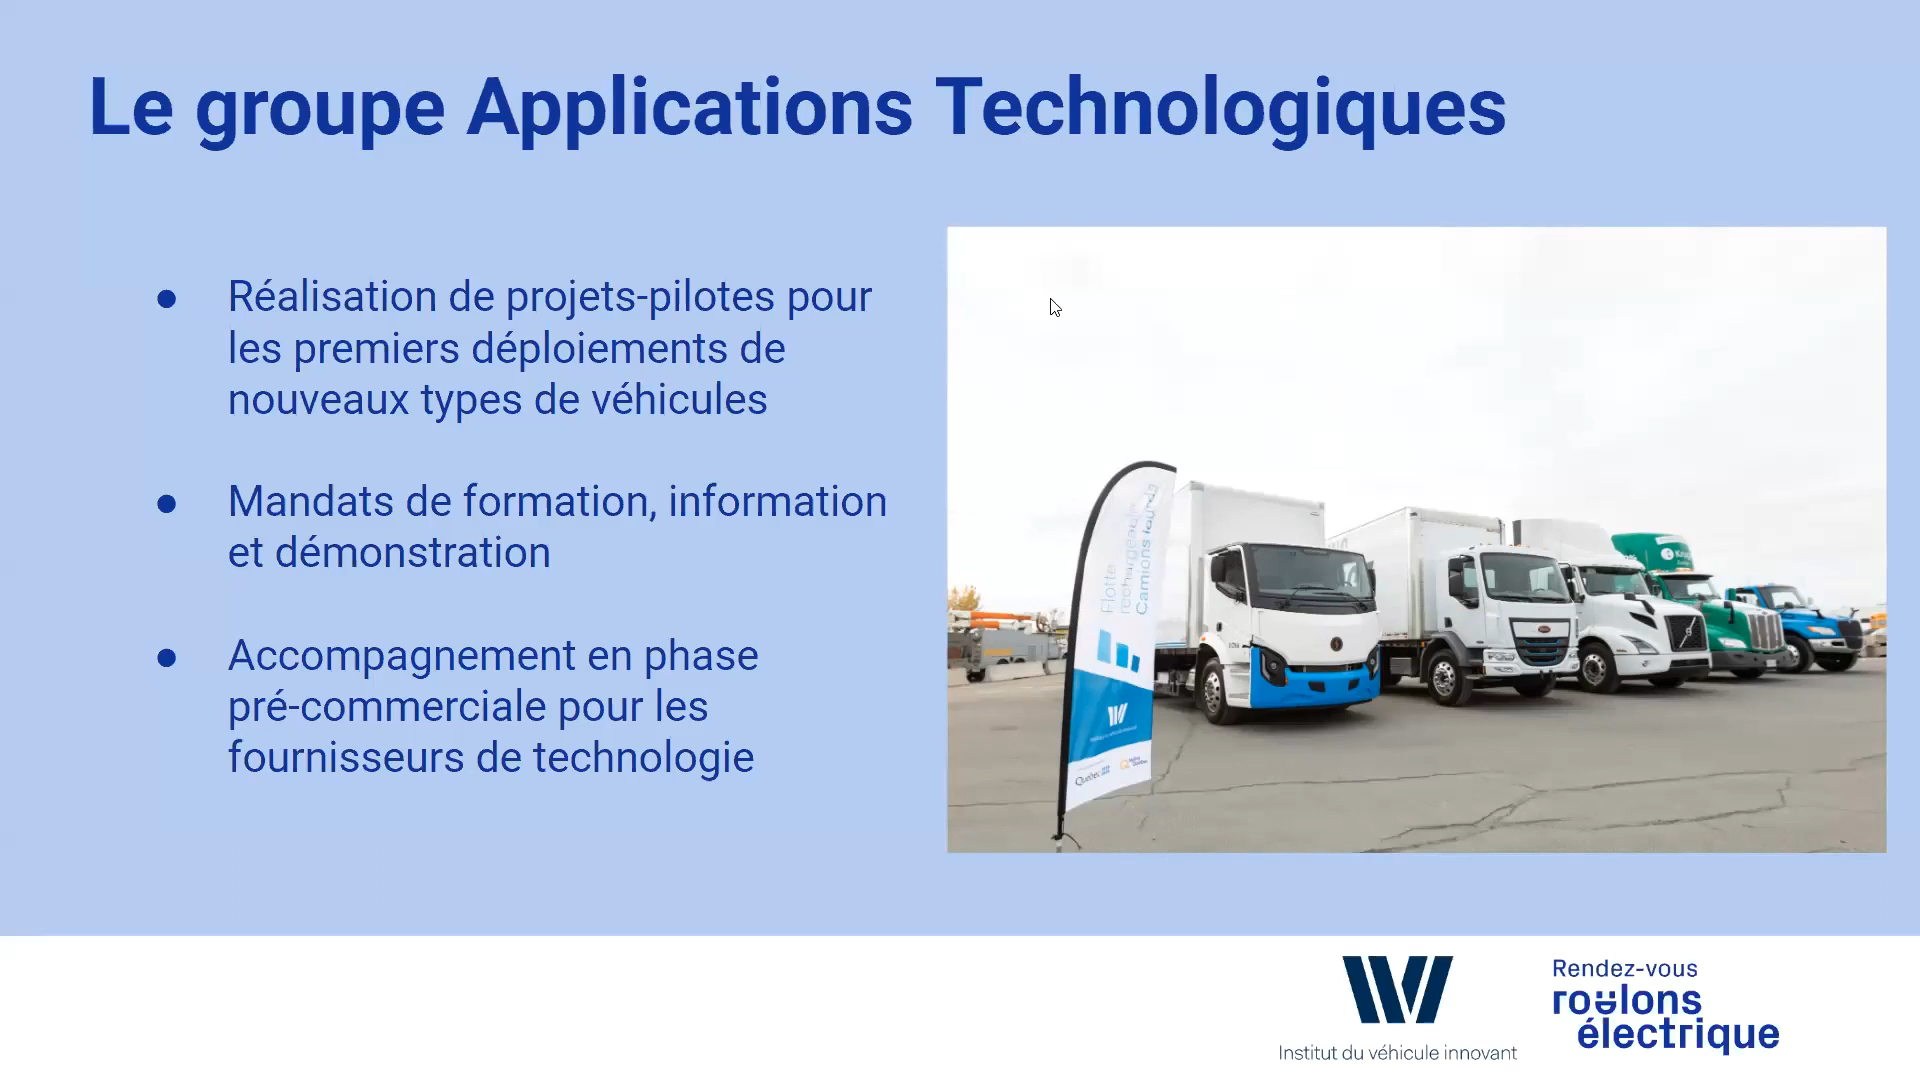 Le groupe Applications Technologiques
● Réalisation de projets-pilotes pour
les premiers déploiements de
nouveaux types de véhicules
● Mandats de formation, information
et démonstration
● Accompagnement en phase
pré-commerciale pour les
fournisseurs de technologie
Flotte
rechargeable
Camions lourds
Québec
Institut du véhicule innovant
Rendez-vous
roulons
électrique